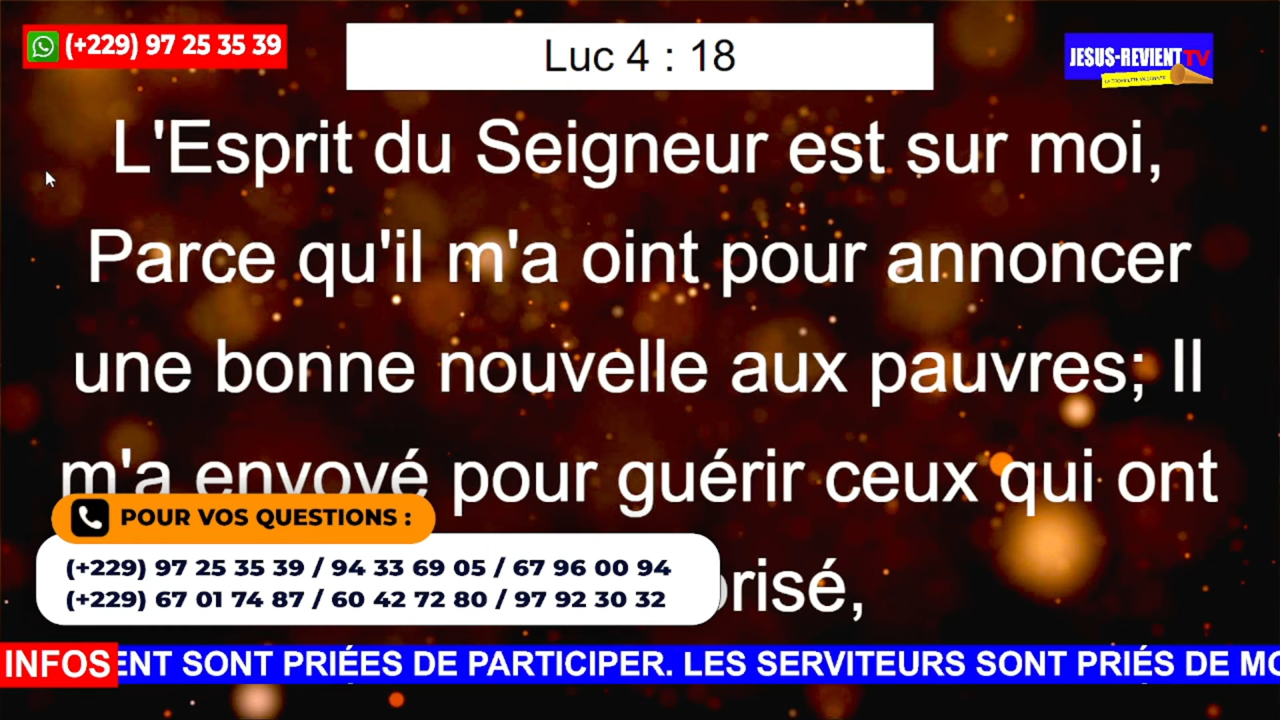 (+229) 97 25 35 39
Luc 4 : 18
JESUS-REVIENT TV
L'Esprit du Seigneur est sur moi,
Parce qu'il m'a oint pour annoncer
une bonne nouvelle aux pauvres; Il
m'a envoyé pour guérir ceux qui ont
risé,
POUR VOS QUESTIONS :
(+229) 97 25 35 39 / 94 33 69 05 / 67 96 00 94
(+229) 67 01 74 87 / 60 42 72 80 / 97 92 30 32
INFOS ENT SONT PRIÉES DE PARTICIPER. LES SERVITEURS SONT PRIÉS DE MO